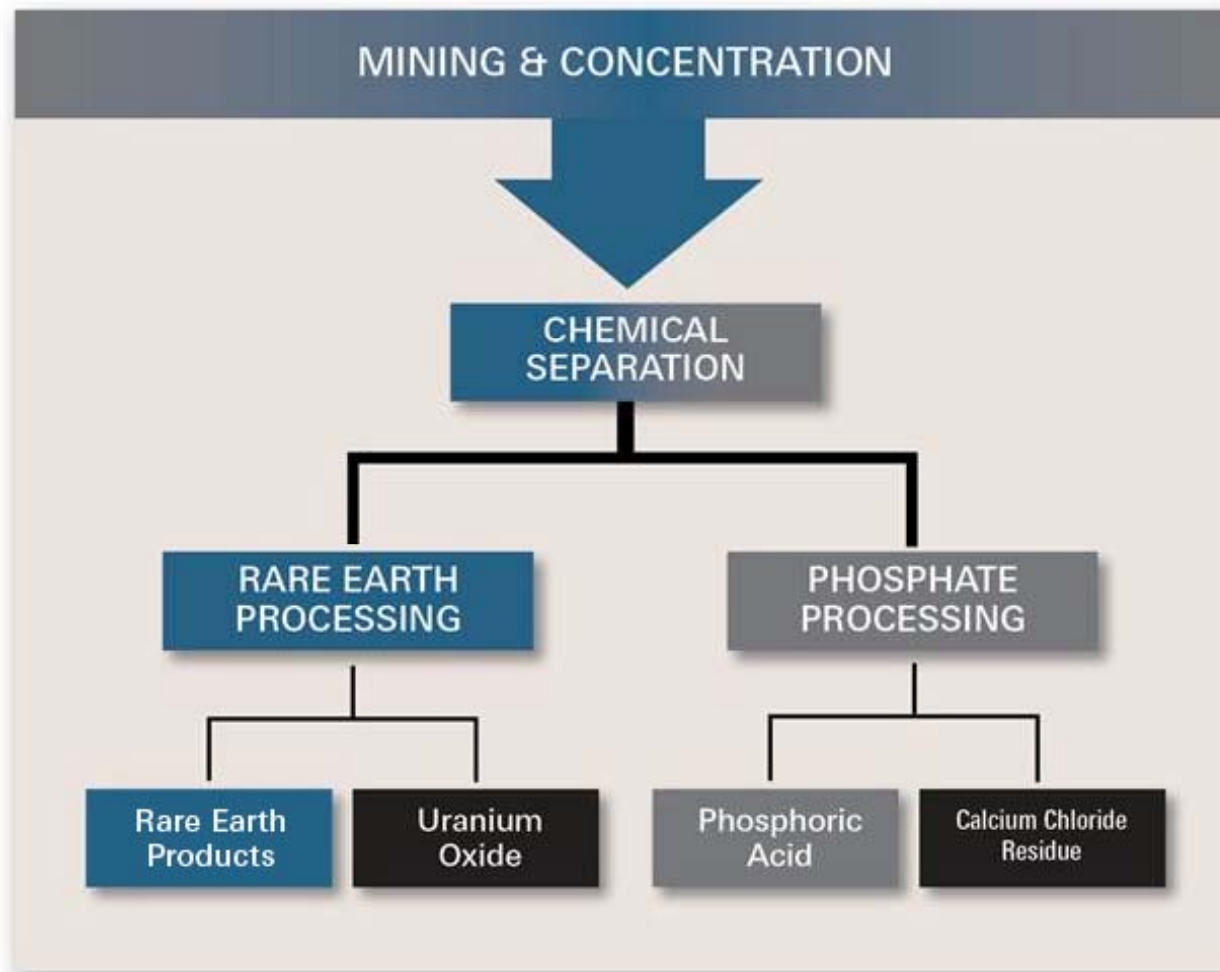 MINING & CONCENTRATION
CHEMICAL
SEPARATION
RARE EARTH
PROCESSING
PHOSPHATE
PROCESSING
Rare Earth
Products
Uranium
Oxide
Phosphoric
Acid
Calcium Chloride
Residue